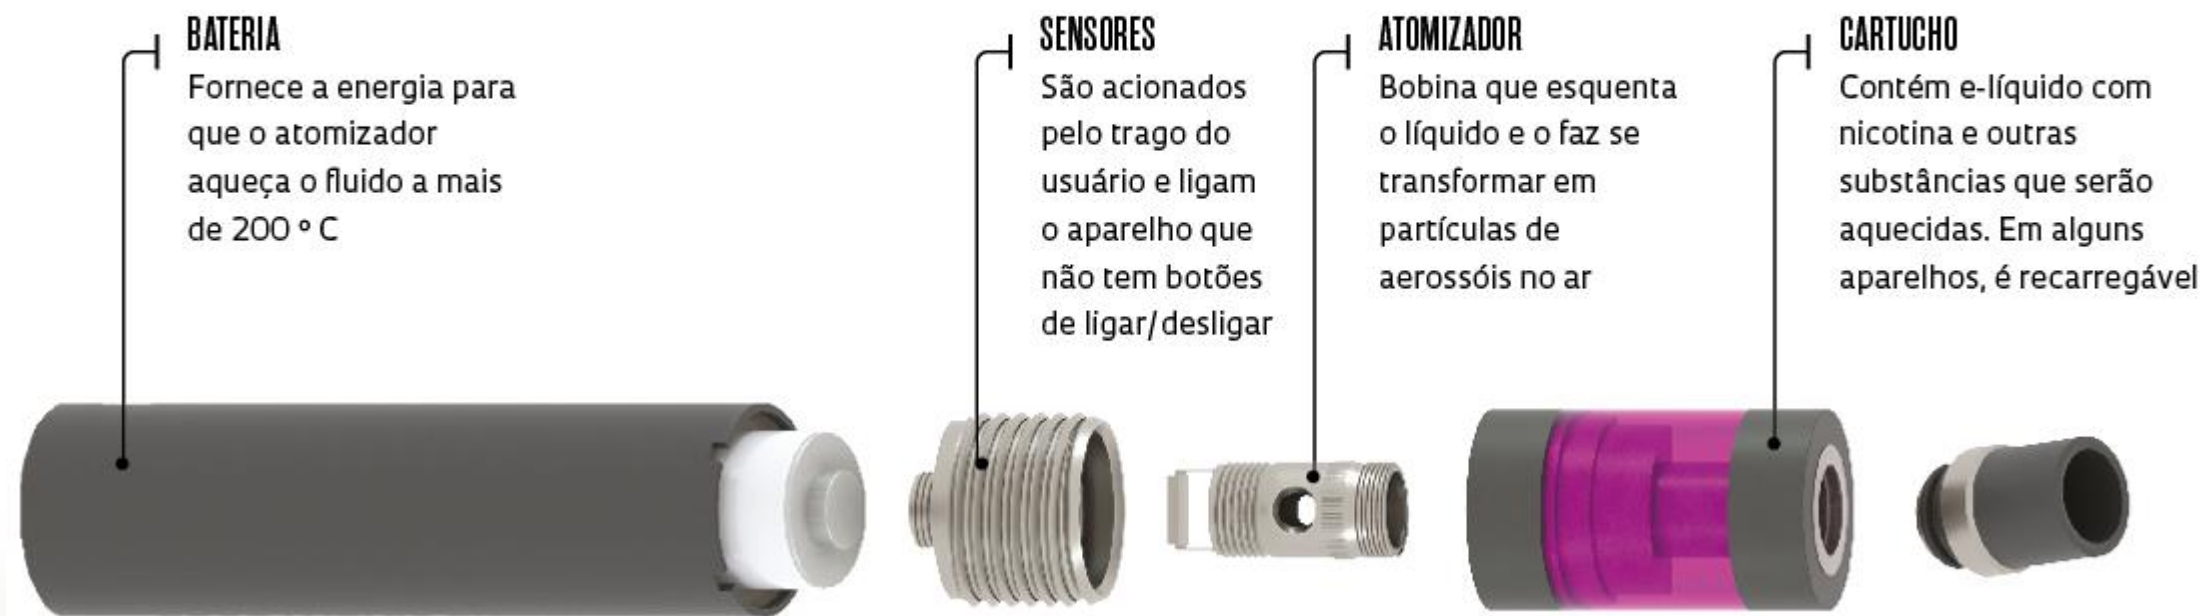 BATERIA
Fornece a energia para
que o atomizador
aqueça o fluido a mais
de 200 º C
SENSORES
São acionados
pelo trago do
usuário e ligam
o aparelho que
não tem botões
de ligar/desligar
ATOMIZADOR
Bobina que esquenta
o líquido e o faz se
transformar em
partículas de
aerossóis no ar
CARTUCHO
Contém e-líquido com
nicotina e outras
substâncias que serão
aquecidas. Em alguns
aparelhos, é recarregável